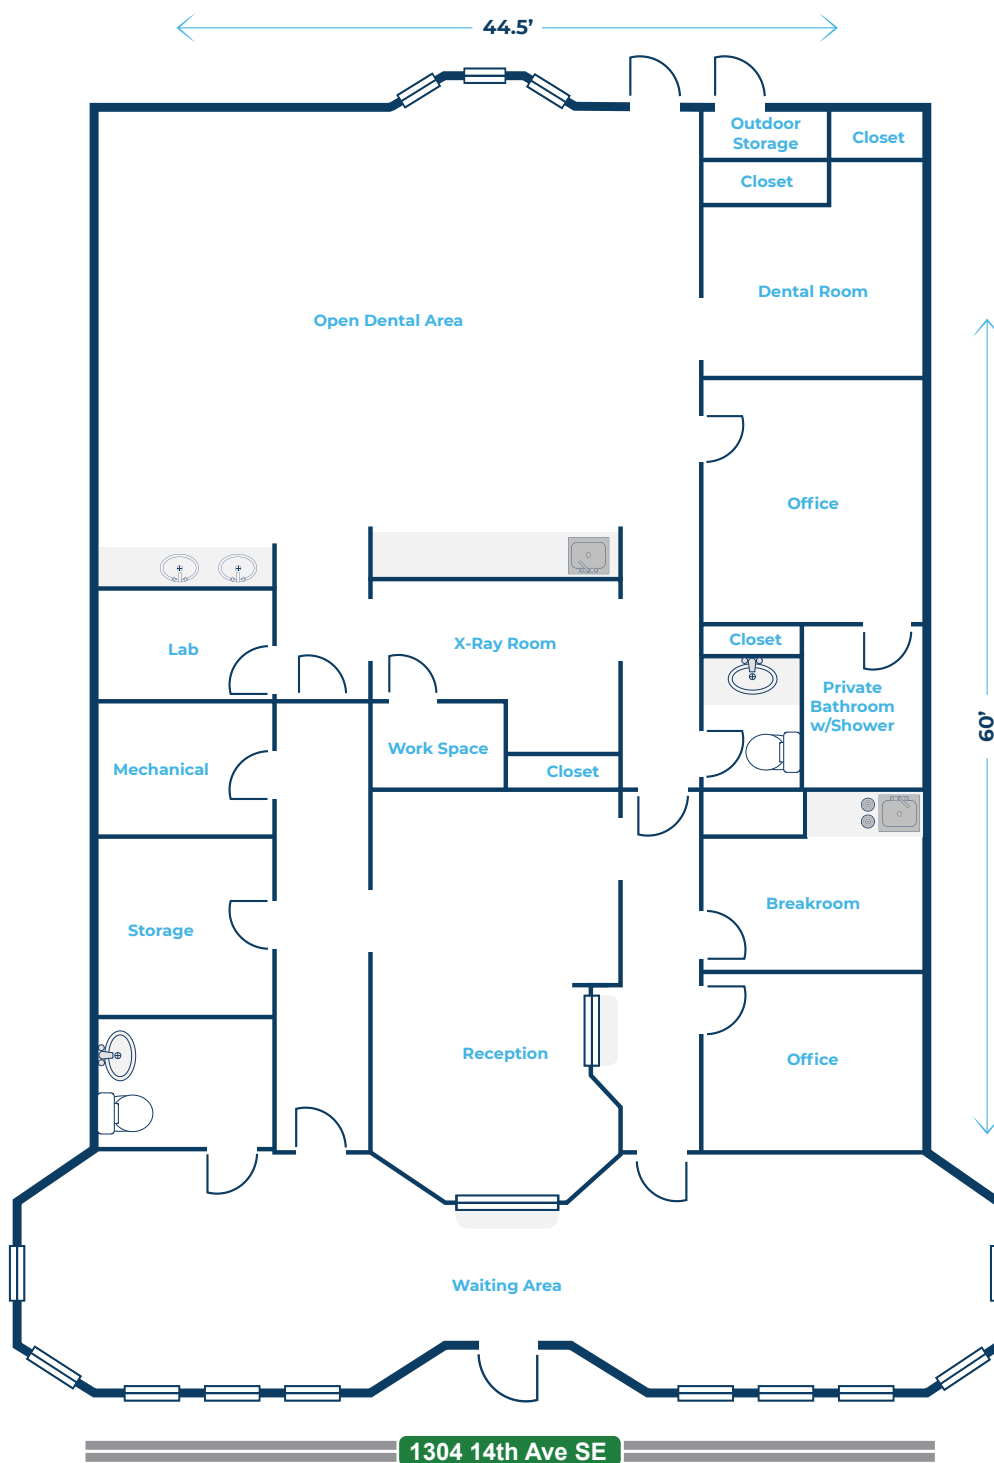 44.5’
Outdoor
Storage
Closet
Closet
Dental Room
Open Dental Area
Office
60’
Closet
Lab
X-Ray Room
Private
Bathroom
w/Shower
Work Space
Mechanical
Closet
Breakroom
Storage
Reception
Office
Waiting Area
1304 14th Ave SE